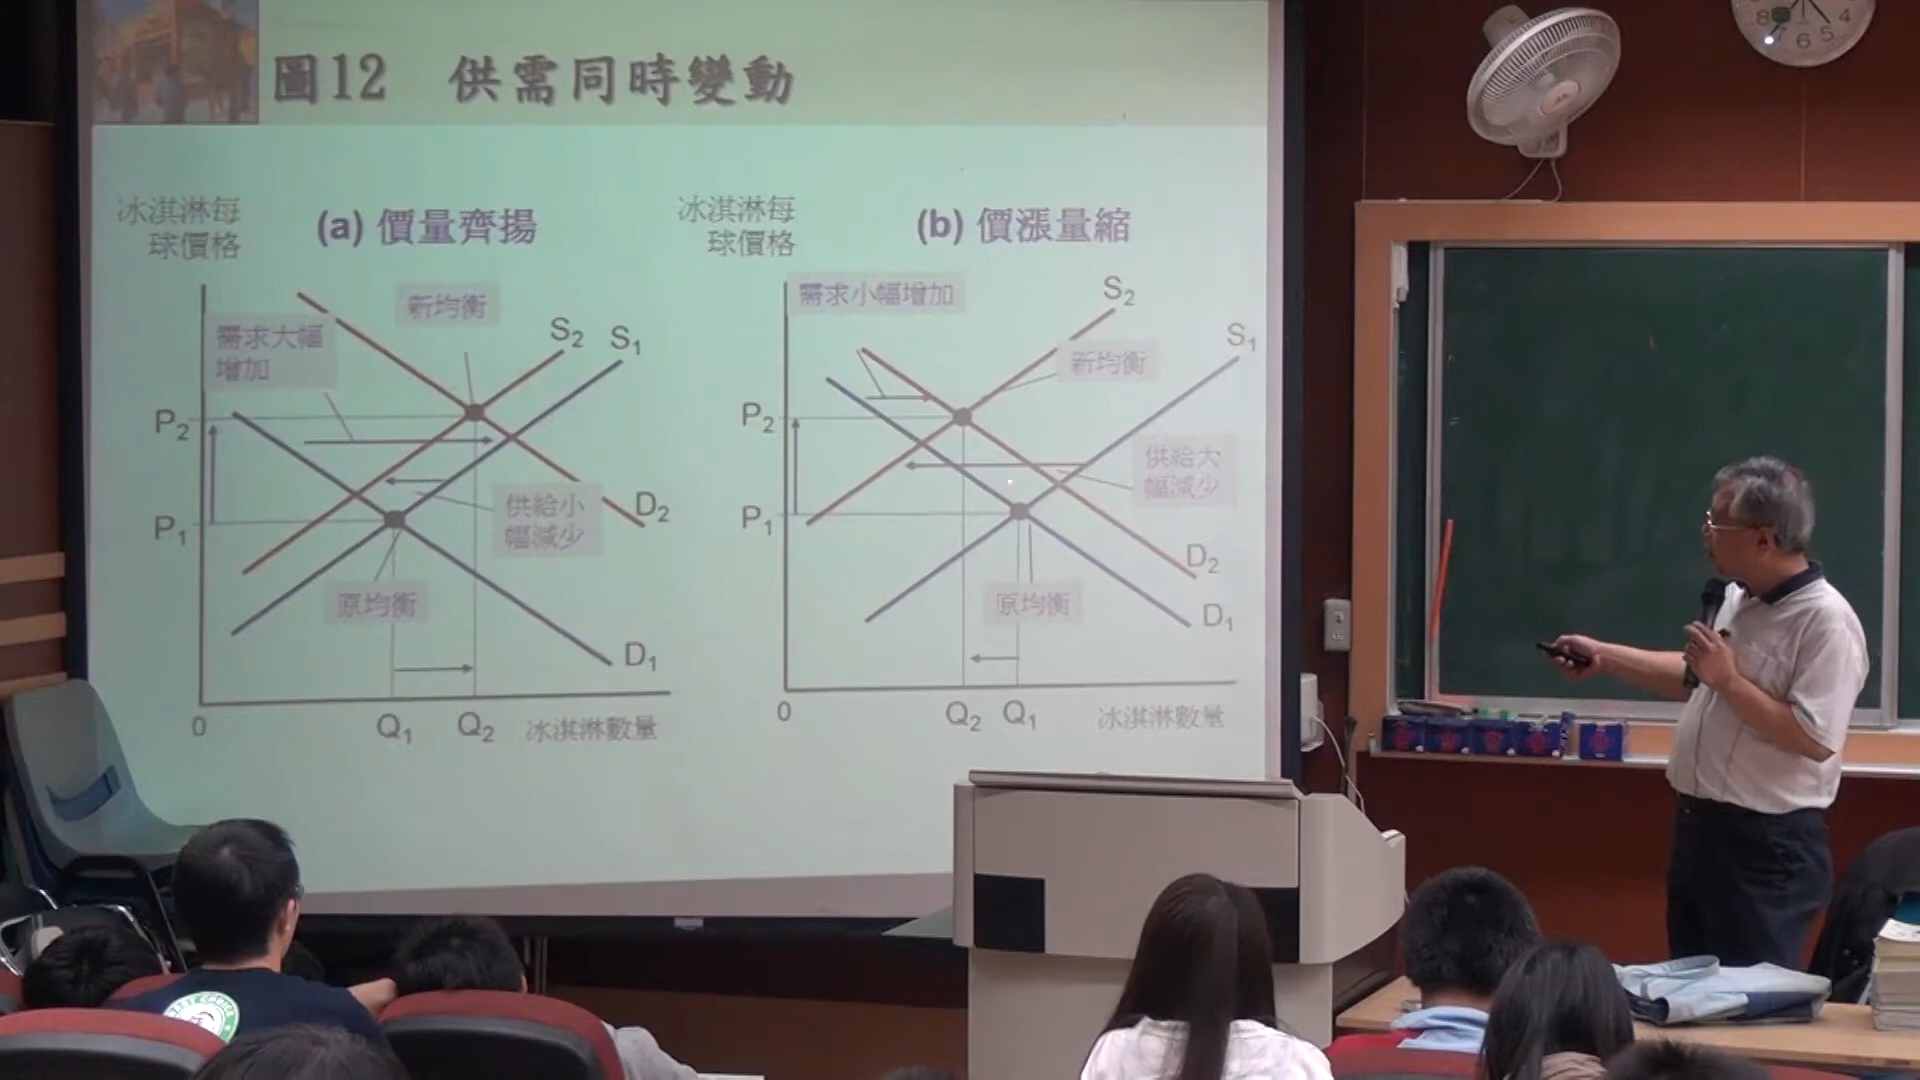 圖12 供需同時變動
冰淇淋每
球價格
(a) 價量齊揚
新均衡
需求大幅
增加
S2
S1
P2
P1
供給小
幅減少
D2
原均衡
D1
0
Q1
Q2
冰淇淋數量
冰淇淋每
球價格
(b) 價漲量縮
需求小幅增加
S2
S1
新均衡
P2
P1
供給大
幅減少
D2
原均衡
D1
0
Q2
Q1
冰淇淋數量
8
7
6
5
4